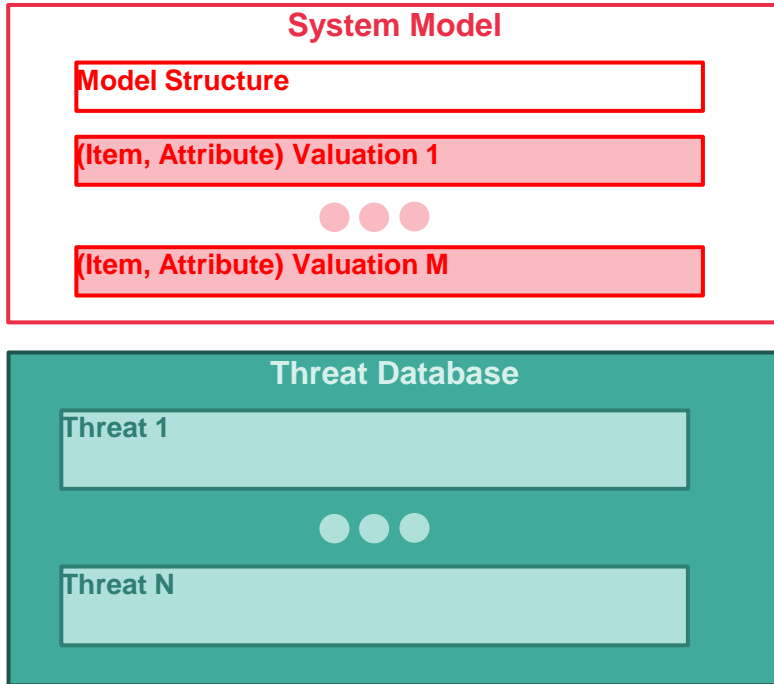 System Model
Model Structure
(Item, Attribute) Valuation 1
(Item, Attribute) Valuation M
Threat Database
Threat 1
Threat N